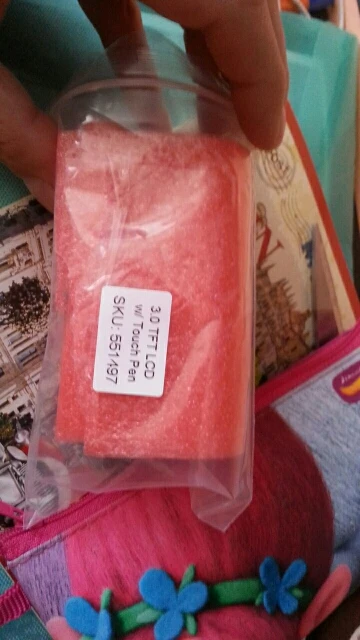 3.0 TFT LCD
w/ Touch Pen
SKU: 551497